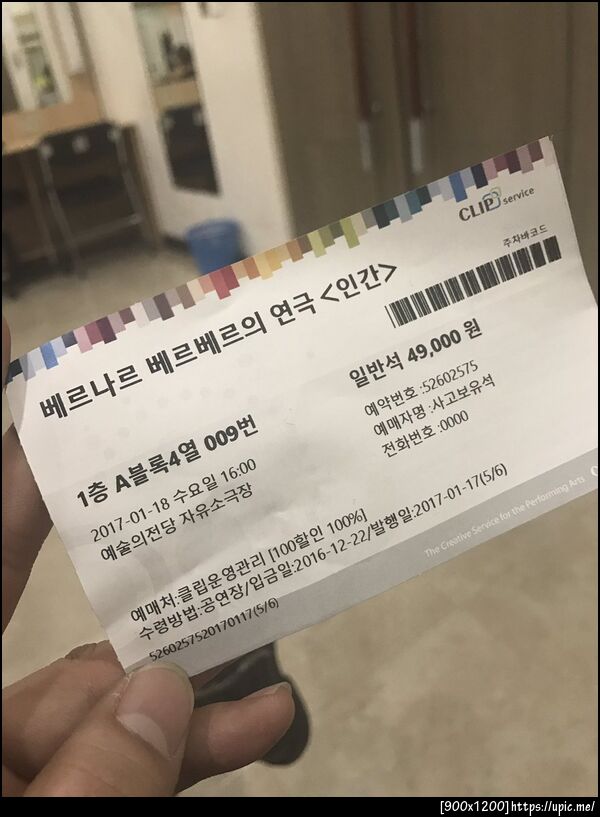 CLIP service
주차바코드
베르나르 베르베르의 연극 <인간>
일반석 49,000 원
1층 A블록4열 009번
예약번호 :52602575
예매자명 :사고보유석
전화번호 :0000
2017-01-18 수요일 16:00
예술의전당 자유소극장
예매처:클립운영관리 [100할인 100%]
수령방법:공연장/입금일:2016-12-22/발행일:2017-01-17(5/6)
5260257520170117(5/6)
The Creative Service for the Performing Arts
[900x1200]https://upic.me/